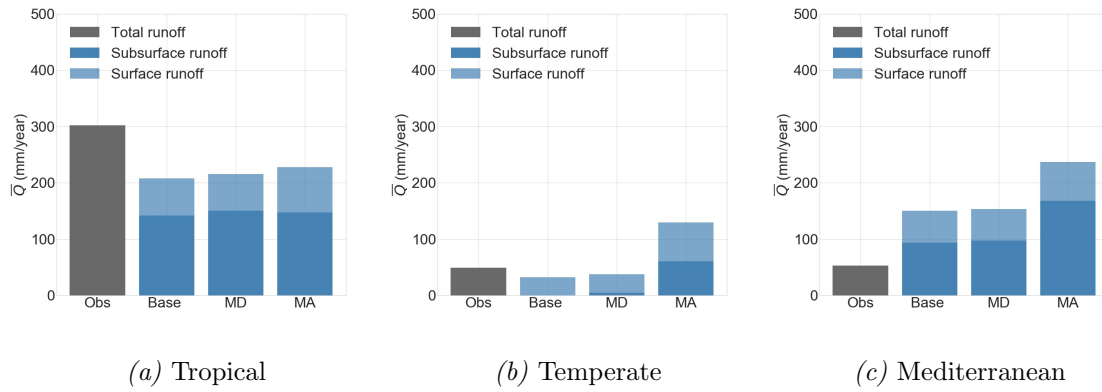 500
400
300
200
100
0
Q̅ (mm/year)
Total runoff
Subsurface runoff
Surface runoff
Obs Base MD MA
(a) Tropical
500
400
300
200
100
0
Q̅ (mm/year)
Total runoff
Subsurface runoff
Surface runoff
Obs Base MD MA
(b) Temperate
500
400
300
200
100
0
Q̅ (mm/year)
Total runoff
Subsurface runoff
Surface runoff
Obs Base MD MA
(c) Mediterranean